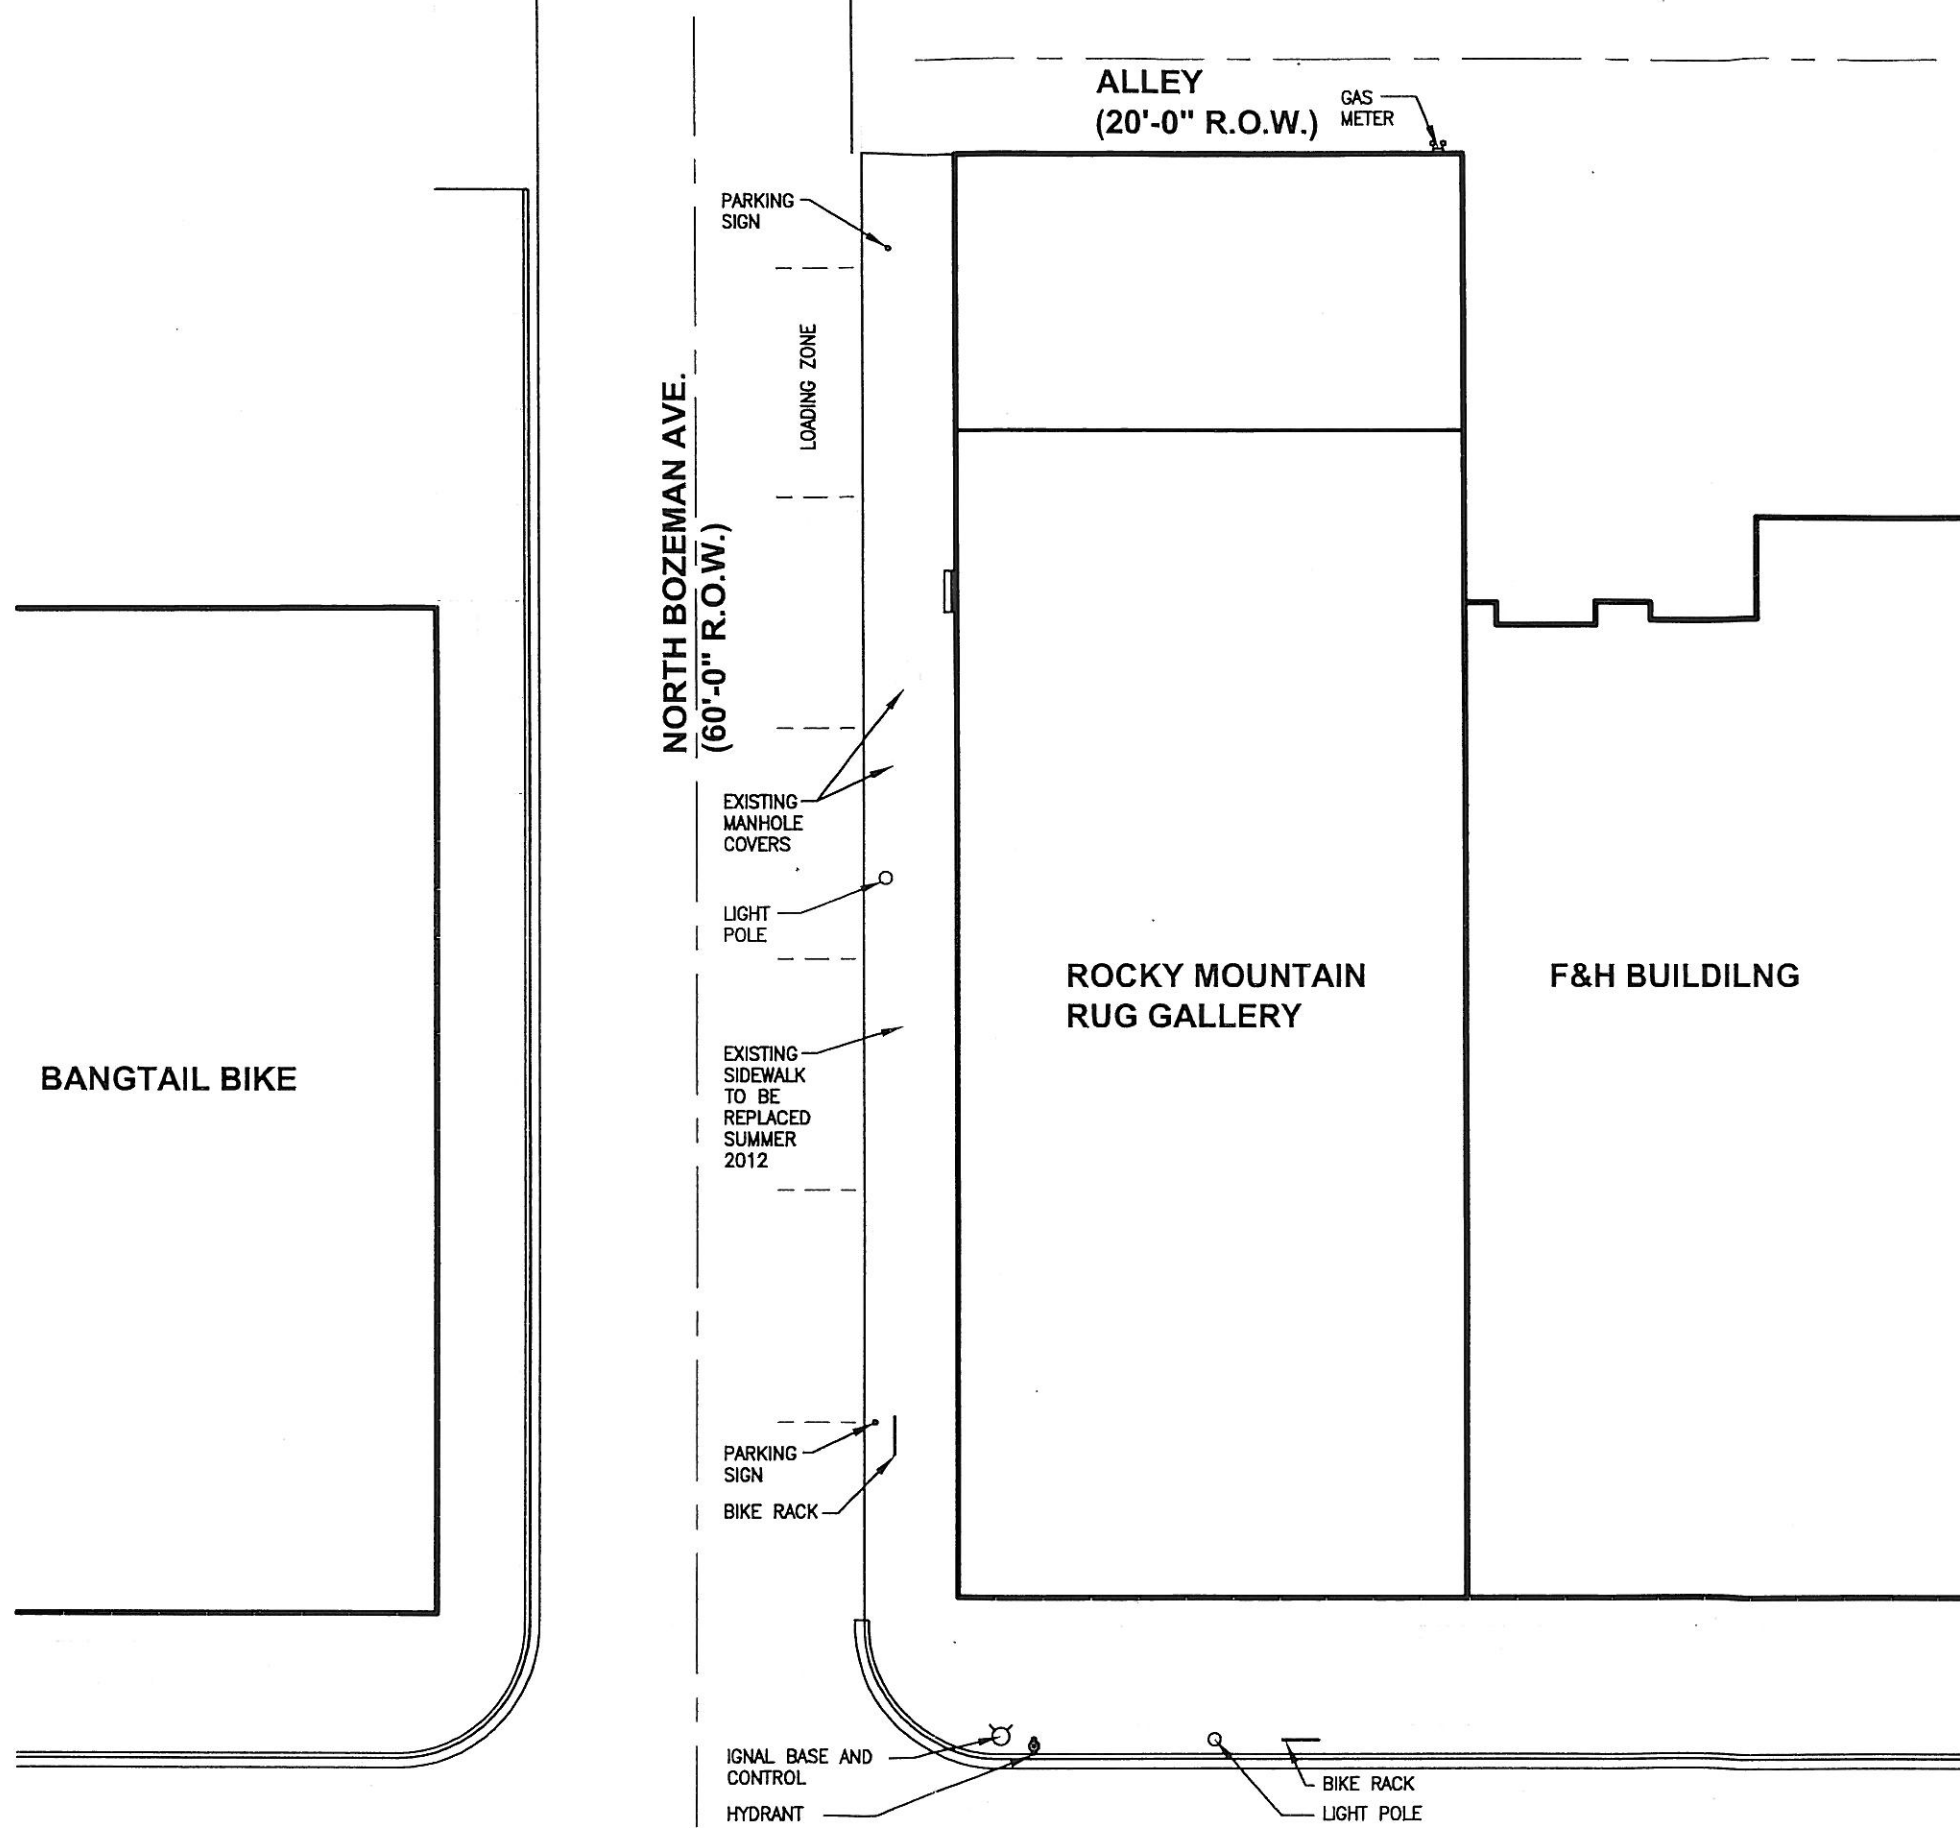 ALLEY
(20'-0" R.O.W.)
GAS
METER
PARKING
SIGN
LOADING ZONE
NORTH BOZEMAN AVE.
(60'-0" R.O.W.)
EXISTING
MANHOLE
COVERS
LIGHT
POLE
ROCKY MOUNTAIN
RUG GALLERY
F&H BUILDILNG
EXISTING
SIDEWALK
TO BE
REPLACED
SUMMER
2012
BANGTAIL BIKE
PARKING
SIGN
BIKE RACK
IGNAL BASE AND
CONTROL
HYDRANT
BIKE RACK
LIGHT POLE